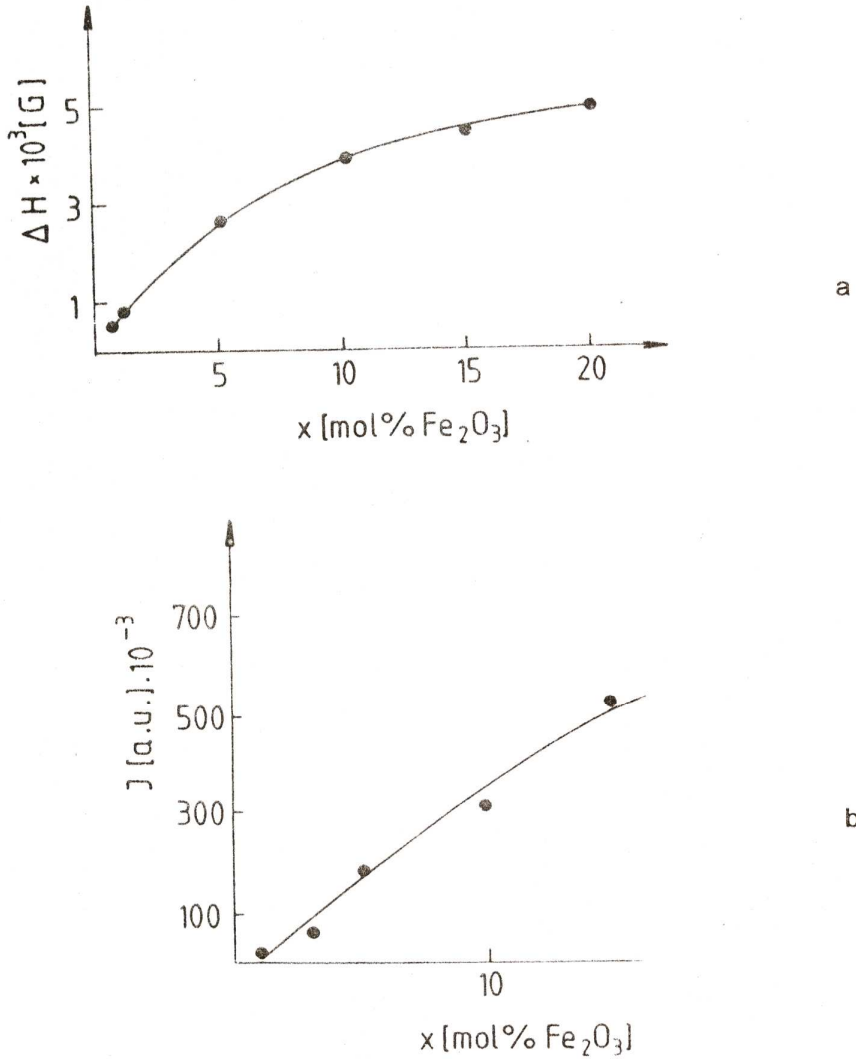 ΔH × 10³ [G]
5
3
1
5 10 15 20
x [mol% Fe₂O₃]
a
J [a.u.].10⁻³
700
500
300
100
10
x [mol% Fe₂O₃]
b